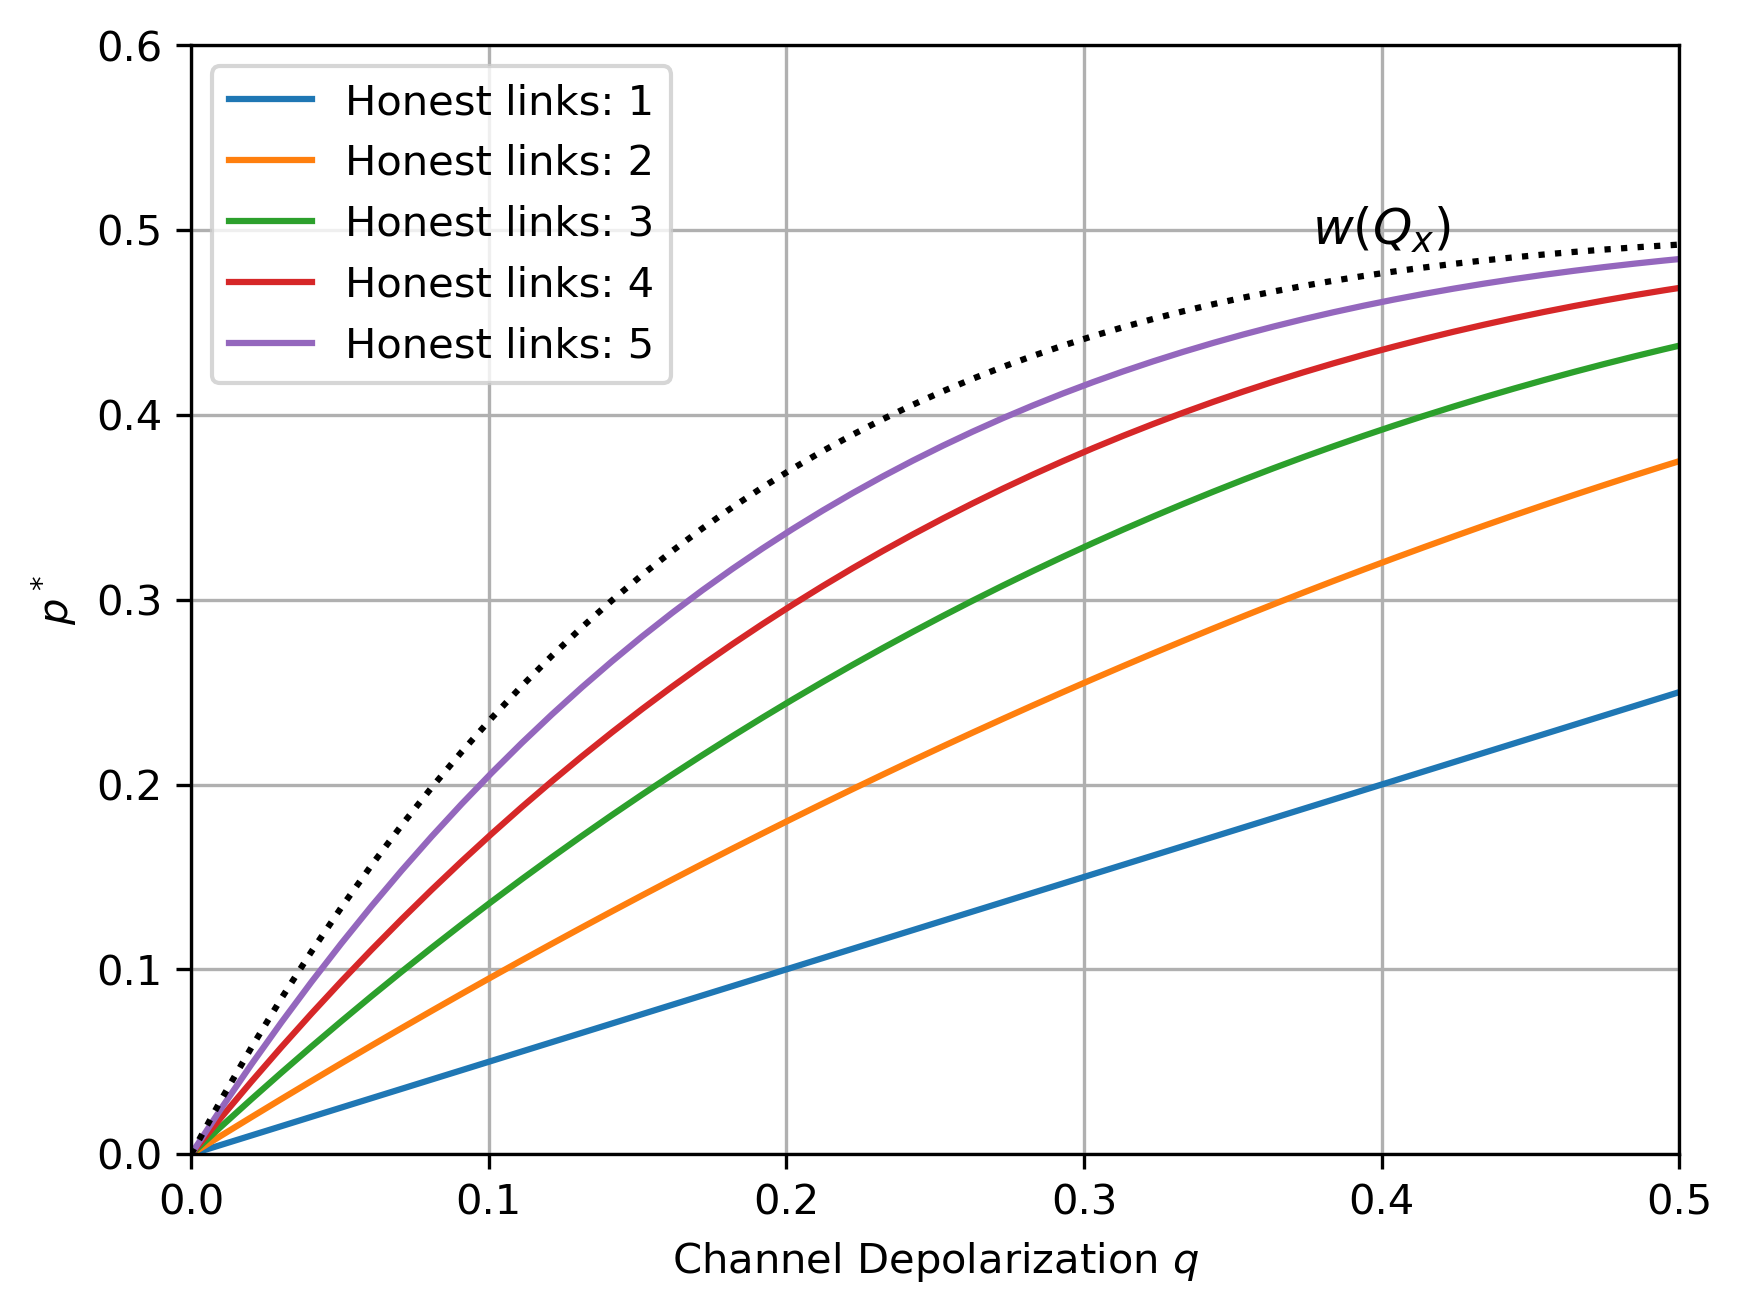 0.6
0.5
0.4
0.3
0.2
0.1
0.0
p*
Honest links: 1
Honest links: 2
Honest links: 3
Honest links: 4
Honest links: 5
w(Qₓ)
0.0 0.1 0.2 0.3 0.4 0.5
Channel Depolarization q